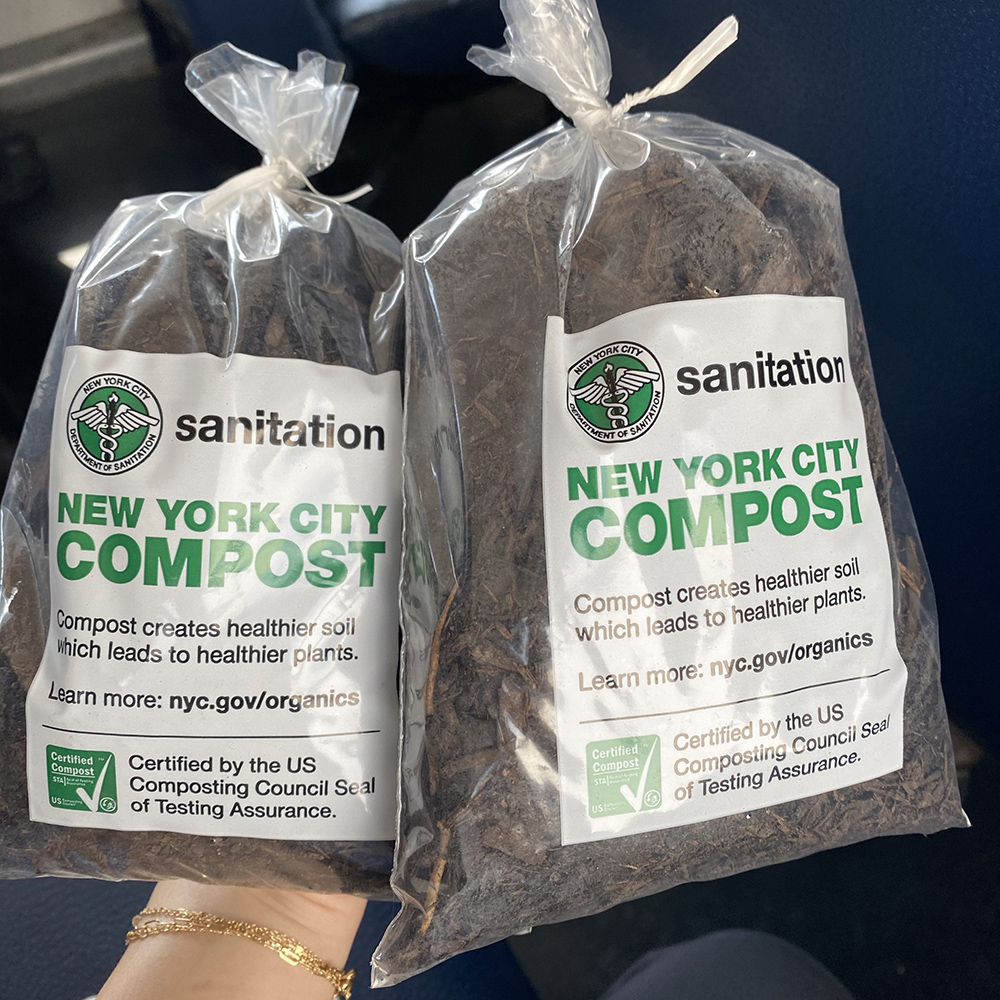 NEW YORK CITY
DEPARTMENT OF SANITATION
sanitation
NEW YORK CITY
COMPOST
Compost creates healthier soil
which leads to healthier plants.
Learn more: nyc.gov/organics
Certified
Compost
STA
US Composting
Council
Certified by the US
Composting Council Seal
of Testing Assurance.
NEW YORK CITY
DEPARTMENT OF SANITATION
sanitation
NEW YORK CITY
COMPOST
Compost creates healthier soil
which leads to healthier plants.
Learn more: nyc.gov/organics
Certified
Compost
STA
US Composting
Council
Certified by the US
Composting Council Seal
of Testing Assurance.